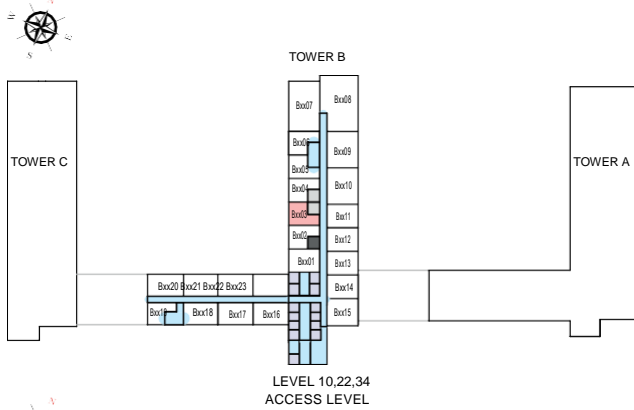 S
E
TOWER B
Bxx07
Bxx08
TOWER C
TOWER A
Bxx06
Bxx09
Bxx05
Bxx04
Bxx10
Bxx03
Bxx11
Bxx02
Bxx12
Bxx01
Bxx13
Bxx20 Bxx21 Bxx22 Bxx23
Bxx14
Bxx19 Bxx18 Bxx17 Bxx16
Bxx15
LEVEL 10,22,34
ACCESS LEVEL